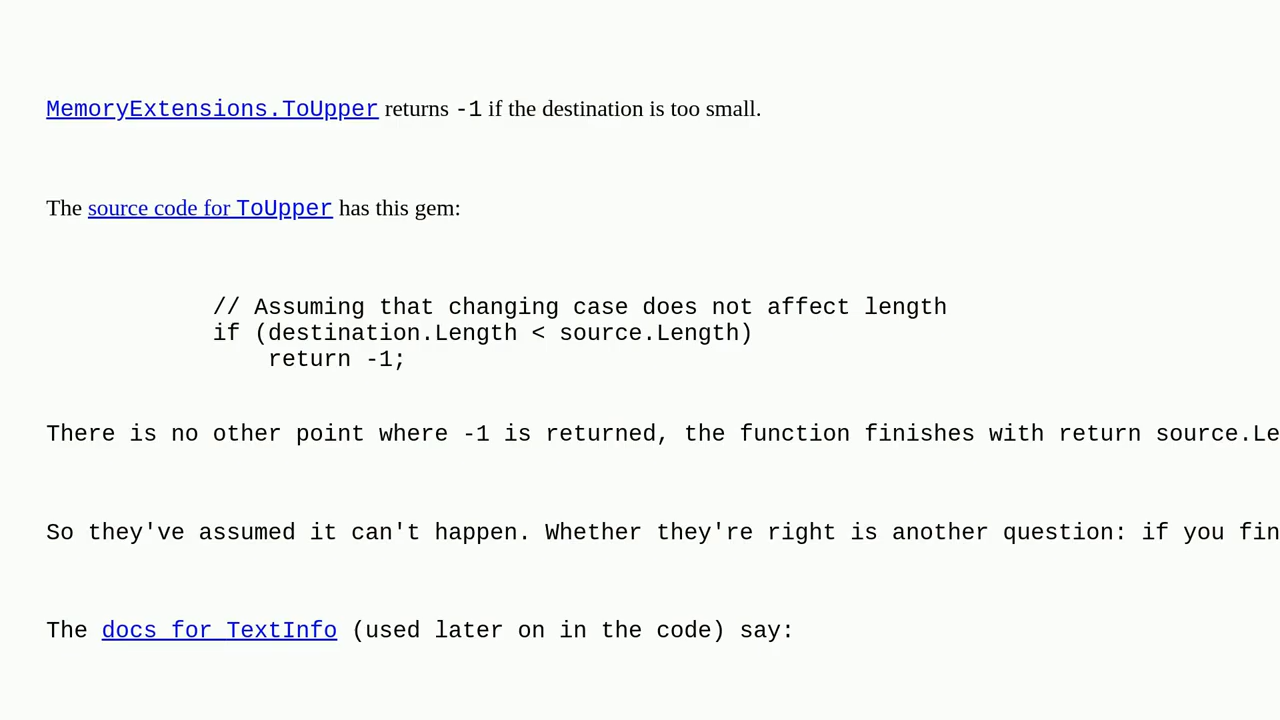 MemoryExtensions.ToUpper returns -1 if the destination is too small.
The source code for ToUpper has this gem:
// Assuming that changing case does not affect length
if (destination.Length < source.Length)
return -1;
There is no other point where -1 is returned, the function finishes with return source.Le
So they've assumed it can't happen. Whether they're right is another question: if you fin
The docs for TextInfo (used later on in the code) say: